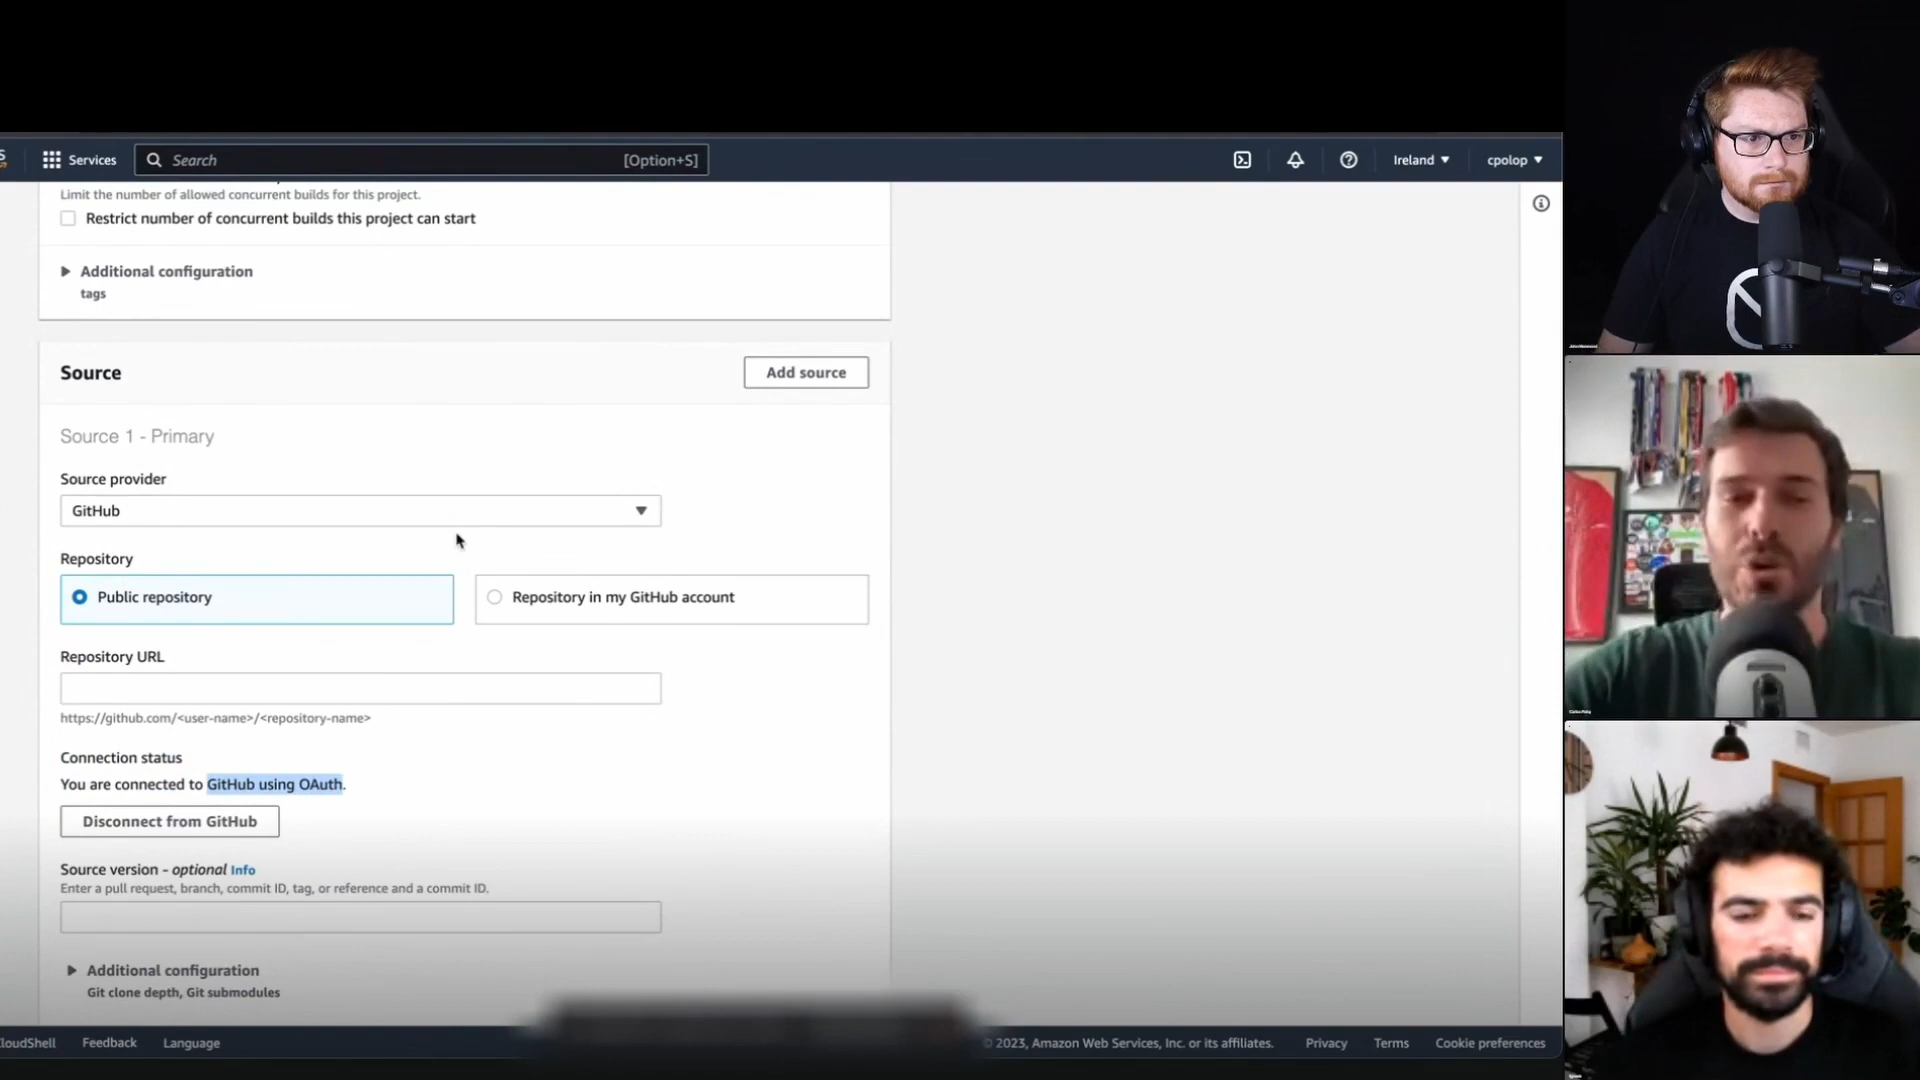 S
Services
Search
[Option+S]
Ireland
cpolop
Limit the number of allowed concurrent builds for this project.
Restrict number of concurrent builds this project can start
Additional configuration
tags
Source
Add source
Source 1 - Primary
Source provider
GitHub
Repository
Public repository
Repository in my GitHub account
Repository URL
https://github.com/<user-name>/<repository-name>
Connection status
You are connected to GitHub using OAuth.
Disconnect from GitHub
Source version - optional Info
Enter a pull request, branch, commit ID, tag, or reference and a commit ID.
Additional configuration
Git clone depth, Git submodules
CloudShell
Feedback
Language
© 2023, Amazon Web Services, Inc. or its affiliates.
Privacy
Terms
Cookie preferences